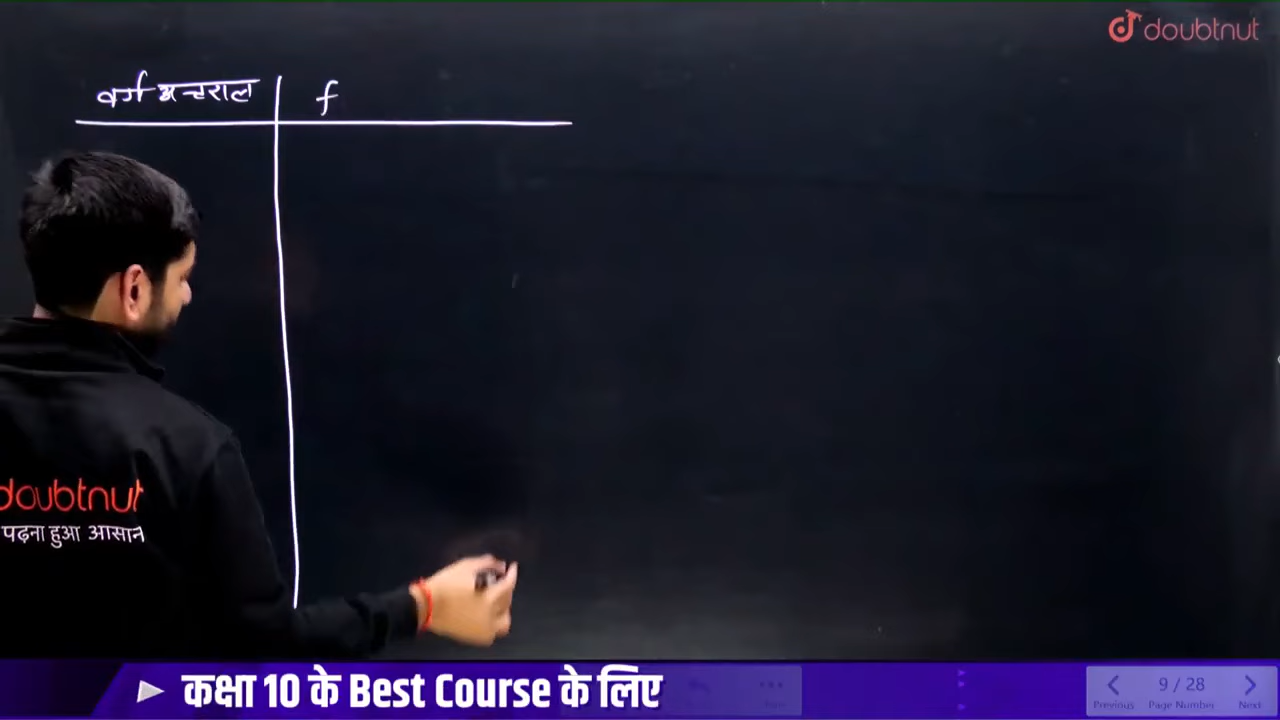 doubtnut
वर्ग अन्तराल f
doubtnut
पढ़ना हुआ आसान
कक्षा 10 के Best Course के लिए
9 / 28
Previous Page Number Next